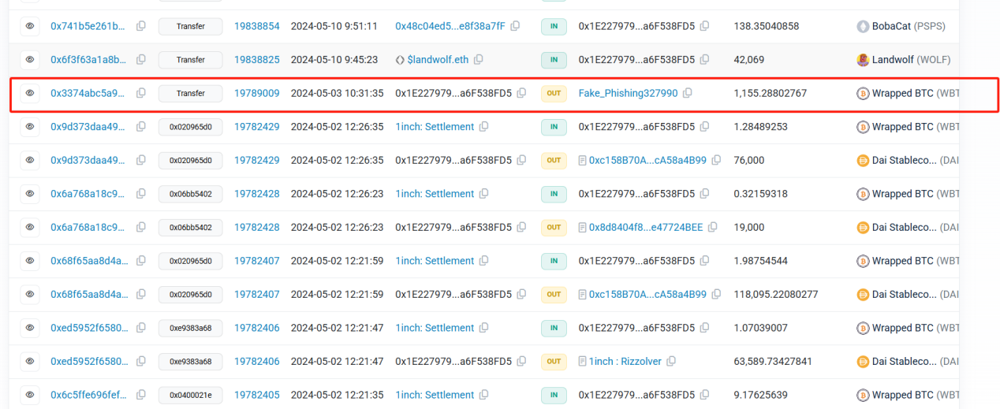 0x741b5e261b... Transfer 19838854 2024-05-10 9:51:11 0x48c04ed5...e8f38a7fF IN 0x1E227979...a6F538FD5 138.35040858 BobaCat (PSPS)
0x6f3f63a1a8b... Transfer 19838825 2024-05-10 9:45:23 $landwolf.eth IN 0x1E227979...a6F538FD5 42,069 Landwolf (WOLF)
0x3374abc5a9... Transfer 19789009 2024-05-03 10:31:35 0x1E227979...a6F538FD5 OUT Fake_Phishing327990 1,155.28802767 Wrapped BTC (WBT
0x9d373daa49... 0x020965d0 19782429 2024-05-02 12:26:35 1inch: Settlement IN 0x1E227979...a6F538FD5 1.28489253 Wrapped BTC (WBT
0x9d373daa49... 0x020965d0 19782429 2024-05-02 12:26:35 0x1E227979...a6F538FD5 OUT 0xc158B70A...cA58a4B99 76,000 Dai Stableco... (DAI
0x6a768a18c9... 0x06bb5402 19782428 2024-05-02 12:26:23 1inch: Settlement IN 0x1E227979...a6F538FD5 0.32159318 Wrapped BTC (WBT
0x6a768a18c9... 0x06bb5402 19782428 2024-05-02 12:26:23 0x1E227979...a6F538FD5 OUT 0x8d8404f8...e47724BEE 19,000 Dai Stableco... (DAI
0x68f65aa8d4a... 0x020965d0 19782407 2024-05-02 12:21:59 1inch: Settlement IN 0x1E227979...a6F538FD5 1.98754544 Wrapped BTC (WBT
0x68f65aa8d4a... 0x020965d0 19782407 2024-05-02 12:21:59 0x1E227979...a6F538FD5 OUT 0xc158B70A...cA58a4B99 118,095.22080277 Dai Stableco... (DAI
0xed5952f6580... 0xe9383a68 19782406 2024-05-02 12:21:47 1inch: Settlement IN 0x1E227979...a6F538FD5 1.07039007 Wrapped BTC (WBT
0xed5952f6580... 0xe9383a68 19782406 2024-05-02 12:21:47 0x1E227979...a6F538FD5 OUT 1inch : Rizzolver 63,589.73427841 Dai Stableco... (DAI
0x6c5ffe696fef... 0x0400021e 19782405 2024-05-02 12:21:35 1inch: Settlement IN 0x1E227979...a6F538FD5 9.17625639 Wrapped BTC (WBT